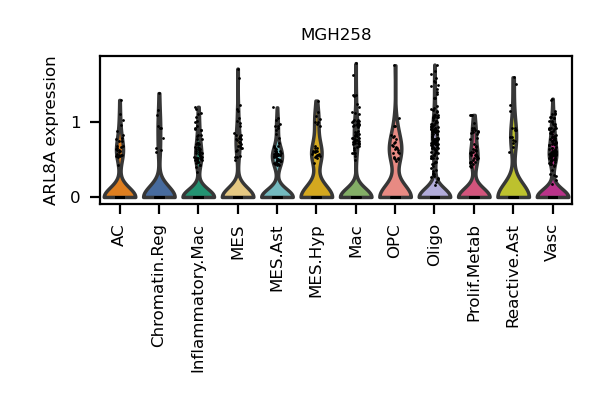 MGH258
ARL8A expression
1
0
AC
Chromatin.Reg
Inflammatory.Mac
MES
MES.Ast
MES.Hyp
Mac
OPC
Oligo
Prolif.Metab
Reactive.Ast
Vasc